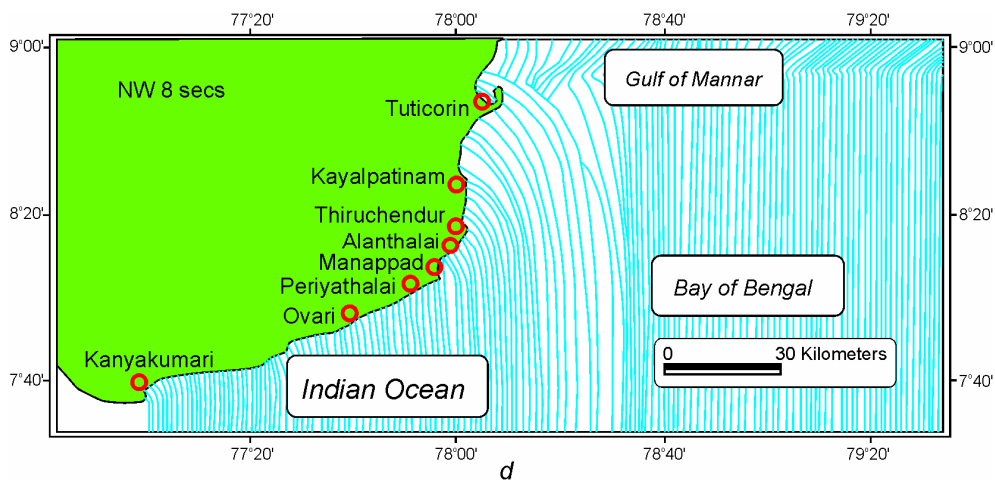 77°20' 78°00' 78°40' 79°20'
9°00' 9°00'
NW 8 secs
Gulf of Mannar
Tuticorin
Kayalpatinam
8°20' Thiruchendur 8°20'
Alanthalai
Manappad
Periyathalai
Bay of Bengal
Ovari
0 30 Kilometers
Kanyakumari
7°40' 7°40'
Indian Ocean
77°20' 78°00' 78°40' 79°20'
d